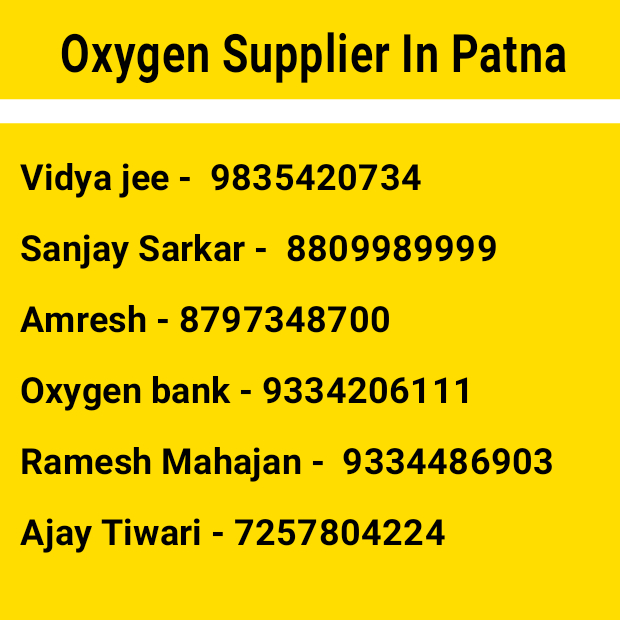 Oxygen Supplier In Patna
Vidya jee - 9835420734
Sanjay Sarkar - 8809989999
Amresh - 8797348700
Oxygen bank - 9334206111
Ramesh Mahajan - 9334486903
Ajay Tiwari - 7257804224